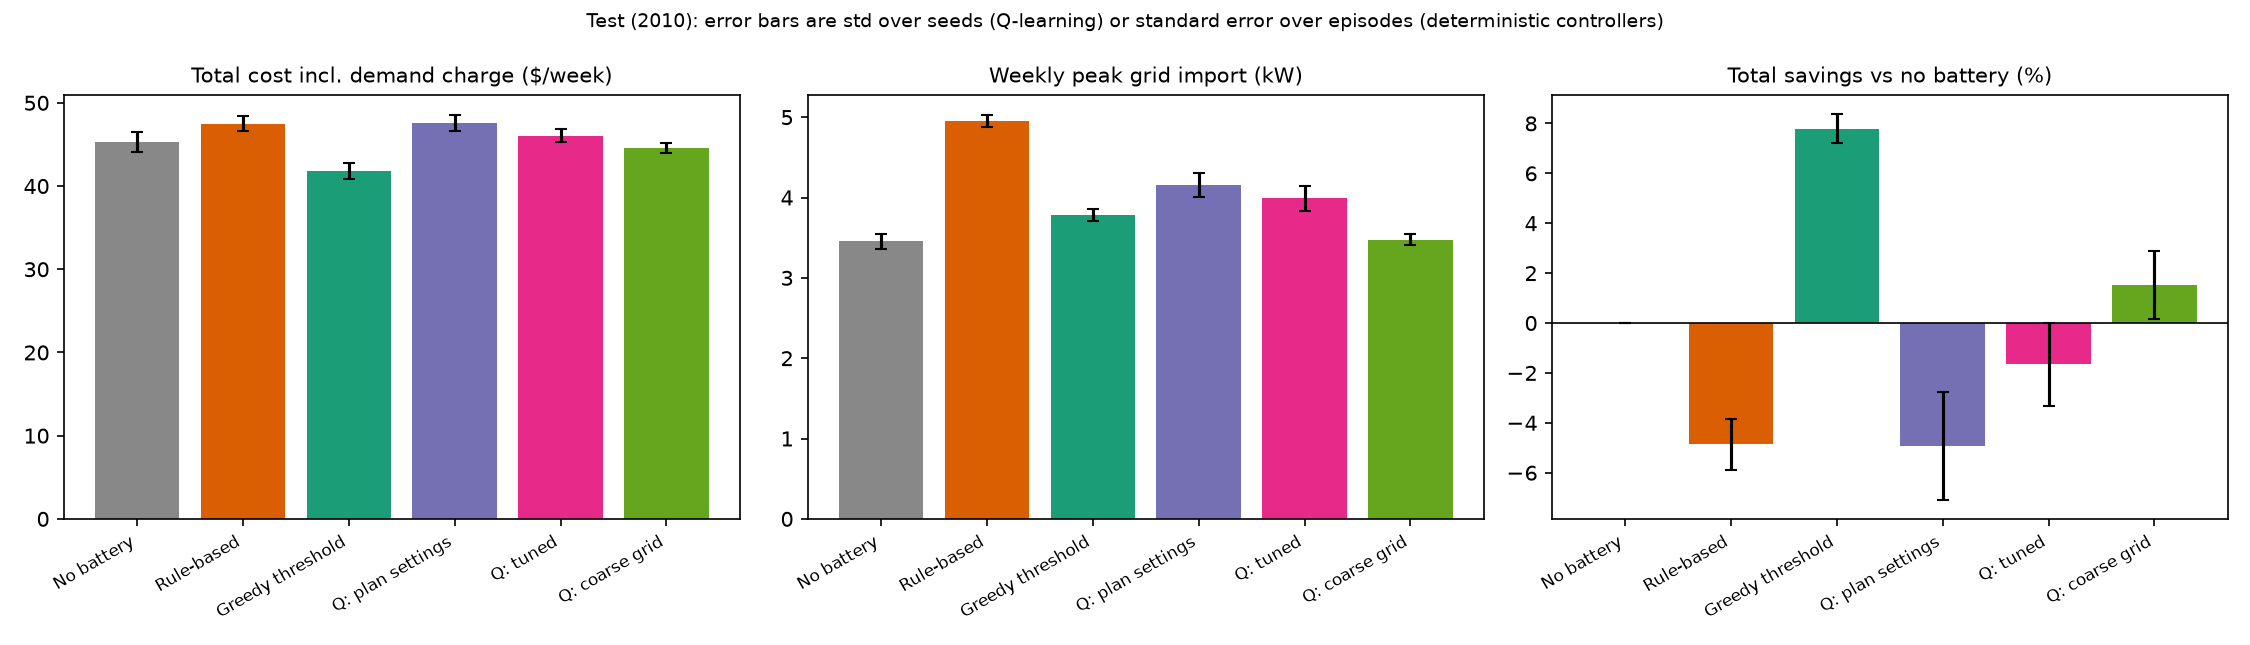 Test (2010): error bars are std over seeds (Q-learning) or standard error over episodes (deterministic controllers)
Total cost incl. demand charge ($/week)
50
40
30
20
10
0
No battery
Rule-based
Greedy threshold
Q: plan settings
Q: tuned
Q: coarse grid
Weekly peak grid import (kW)
5
4
3
2
1
0
No battery
Rule-based
Greedy threshold
Q: plan settings
Q: tuned
Q: coarse grid
Total savings vs no battery (%)
8
6
4
2
0
−2
−4
−6
No battery
Rule-based
Greedy threshold
Q: plan settings
Q: tuned
Q: coarse grid